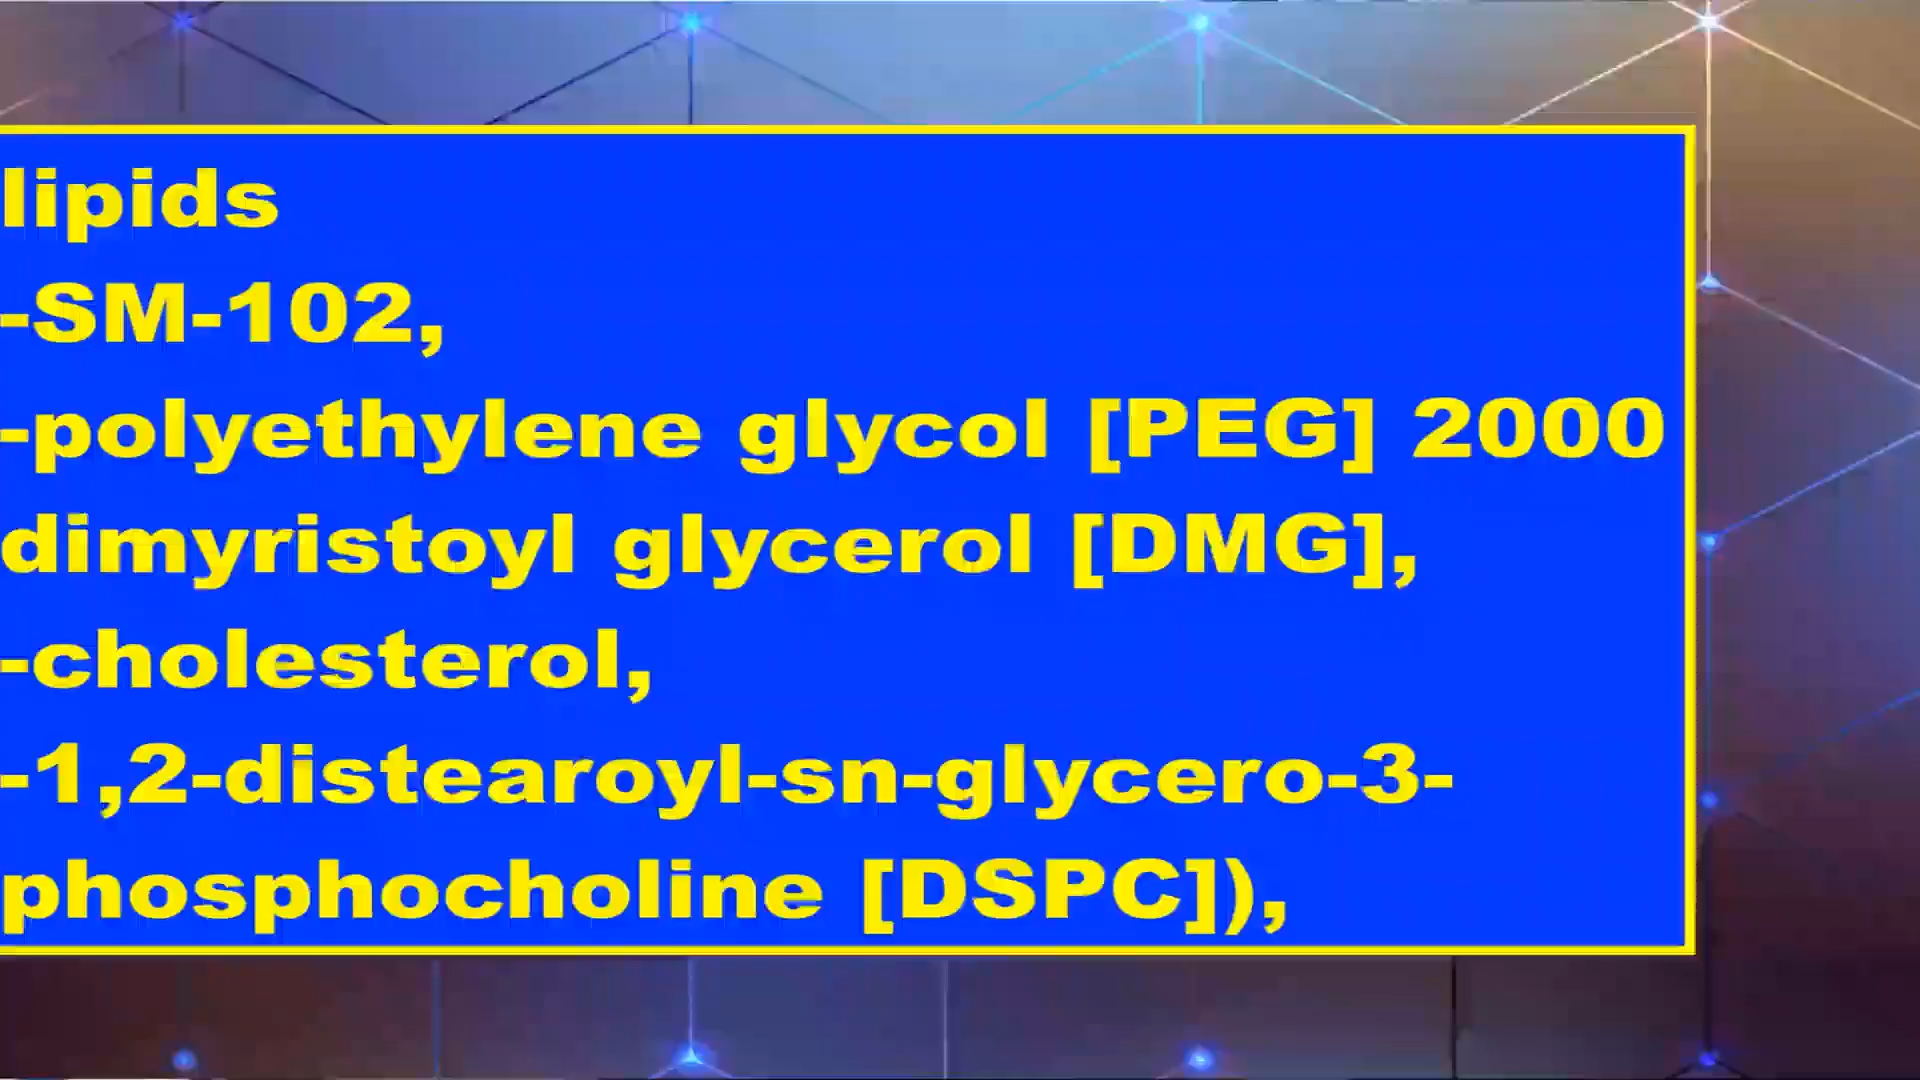 lipids
-SM-102,
-polyethylene glycol [PEG] 2000
dimyristoyl glycerol [DMG],
-cholesterol,
-1,2-distearoyl-sn-glycero-3-
phosphocholine [DSPC]),